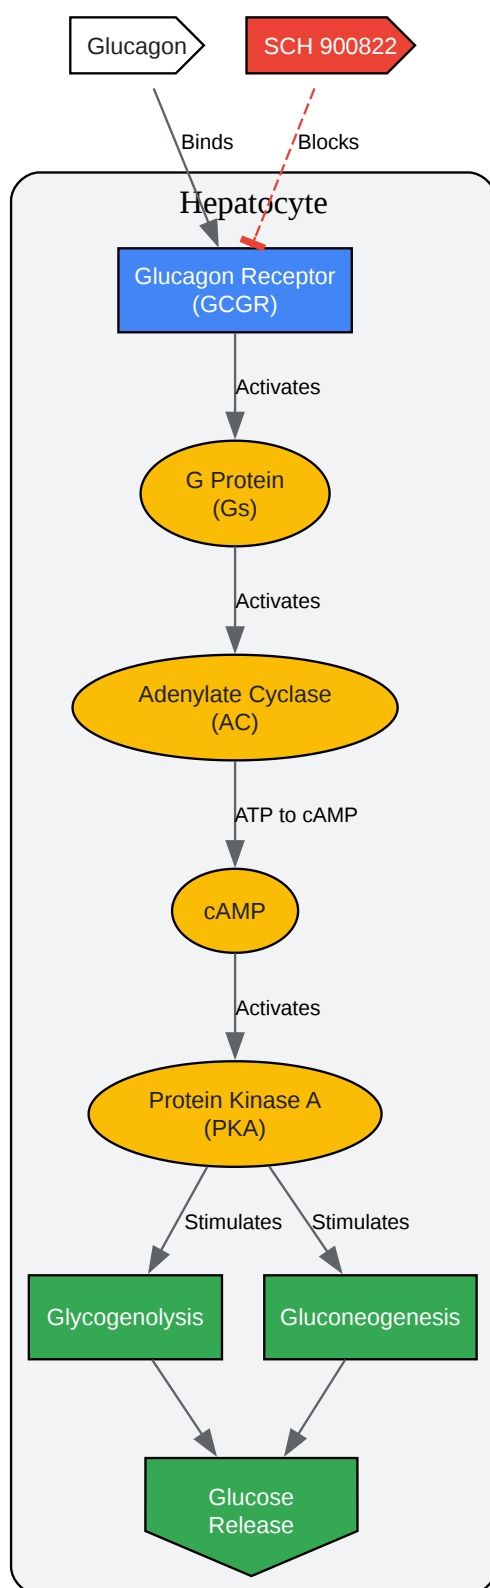 Glucagon
SCH 900822
Binds
Blocks
Hepatocyte
Glucagon Receptor
(GCGR)
Activates
G Protein
(Gs)
Activates
Adenylate Cyclase
(AC)
ATP to cAMP
cAMP
Activates
Protein Kinase A
(PKA)
Stimulates
Stimulates
Glycogenolysis
Gluconeogenesis
Glucose
Release